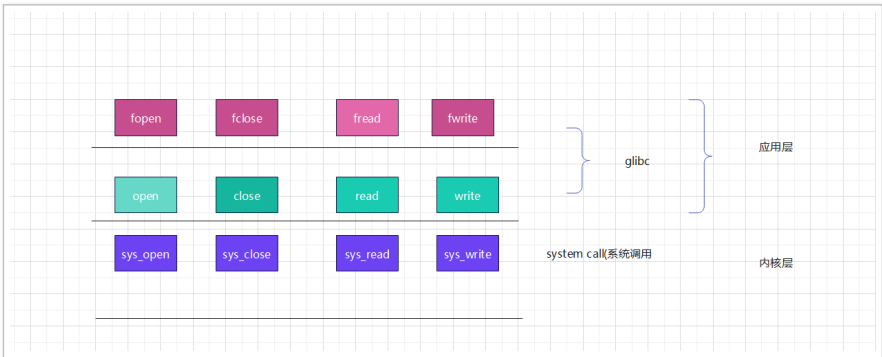 fopen fclose fread fwrite
应用层
glibc
open close read write
sys_open sys_close sys_read sys_write system call(系统调用
内核层